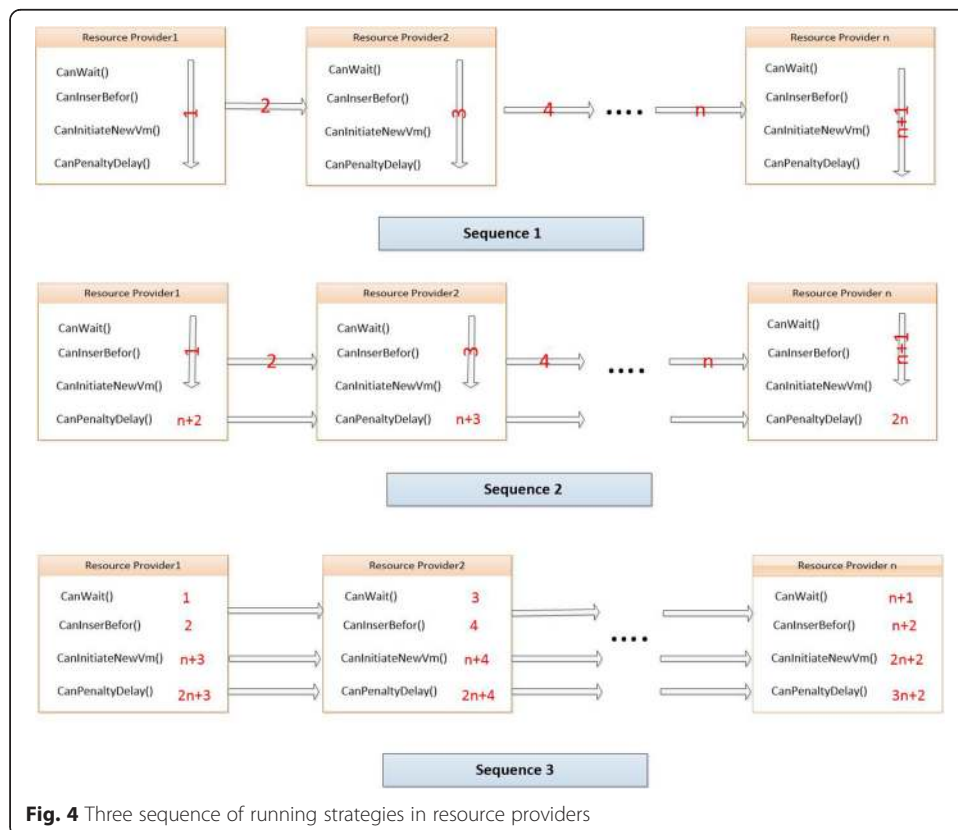 Resource Provider1 Resource Provider2 Resource Provider n
CanWait() CanWait() CanWait()
CanInserBefor() CanInserBefor() CanInserBefor()
1 2 3 4 .... n n+1
CanInitiateNewVm() CanInitiateNewVm() CanInitiateNewVm()
CanPenaltyDelay() CanPenaltyDelay() CanPenaltyDelay()
Sequence 1
Resource Provider1 Resource Provider2 Resource Provider n
CanWait() CanWait() CanWait()
CanInserBefor() CanInserBefor() CanInserBefor()
1 2 3 4 .... n n+1
CanInitiateNewVm() CanInitiateNewVm() CanInitiateNewVm()
CanPenaltyDelay() n+2 CanPenaltyDelay() n+3 CanPenaltyDelay() 2n
Sequence 2
Resource Provider1 Resource Provider2 Resource Provider n
CanWait() 1 CanWait() 3 CanWait() n+1
CanInserBefor() 2 CanInserBefor() 4 .... CanInserBefor() n+2
CanInitiateNewVm() n+3 CanInitiateNewVm() n+4 CanInitiateNewVm() 2n+2
CanPenaltyDelay() 2n+3 CanPenaltyDelay() 2n+4 CanPenaltyDelay() 3n+2
Sequence 3
Fig. 4 Three sequence of running strategies in resource providers